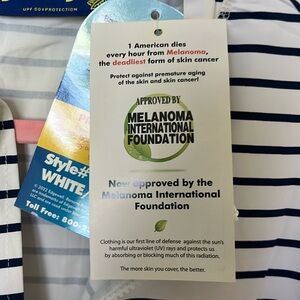 UPF 50+ PROTECTION
1 American dies
every hour from Melanoma,
the deadliest form of skin cancer
Protect against premature aging
of the skin and skin cancer!
APPROVED BY
MELANOMA
INTERNATIONAL
FOUNDATION
Now approved by the
Melanoma International
Foundation
Clothing is our first line of defense against the sun's
harmful ultraviolet (UV) rays and protects us
by absorbing or blocking much of this radiation.
The more skin you cover, the better.
Style#
WHITE
© 2022
Toll Free: 800-2